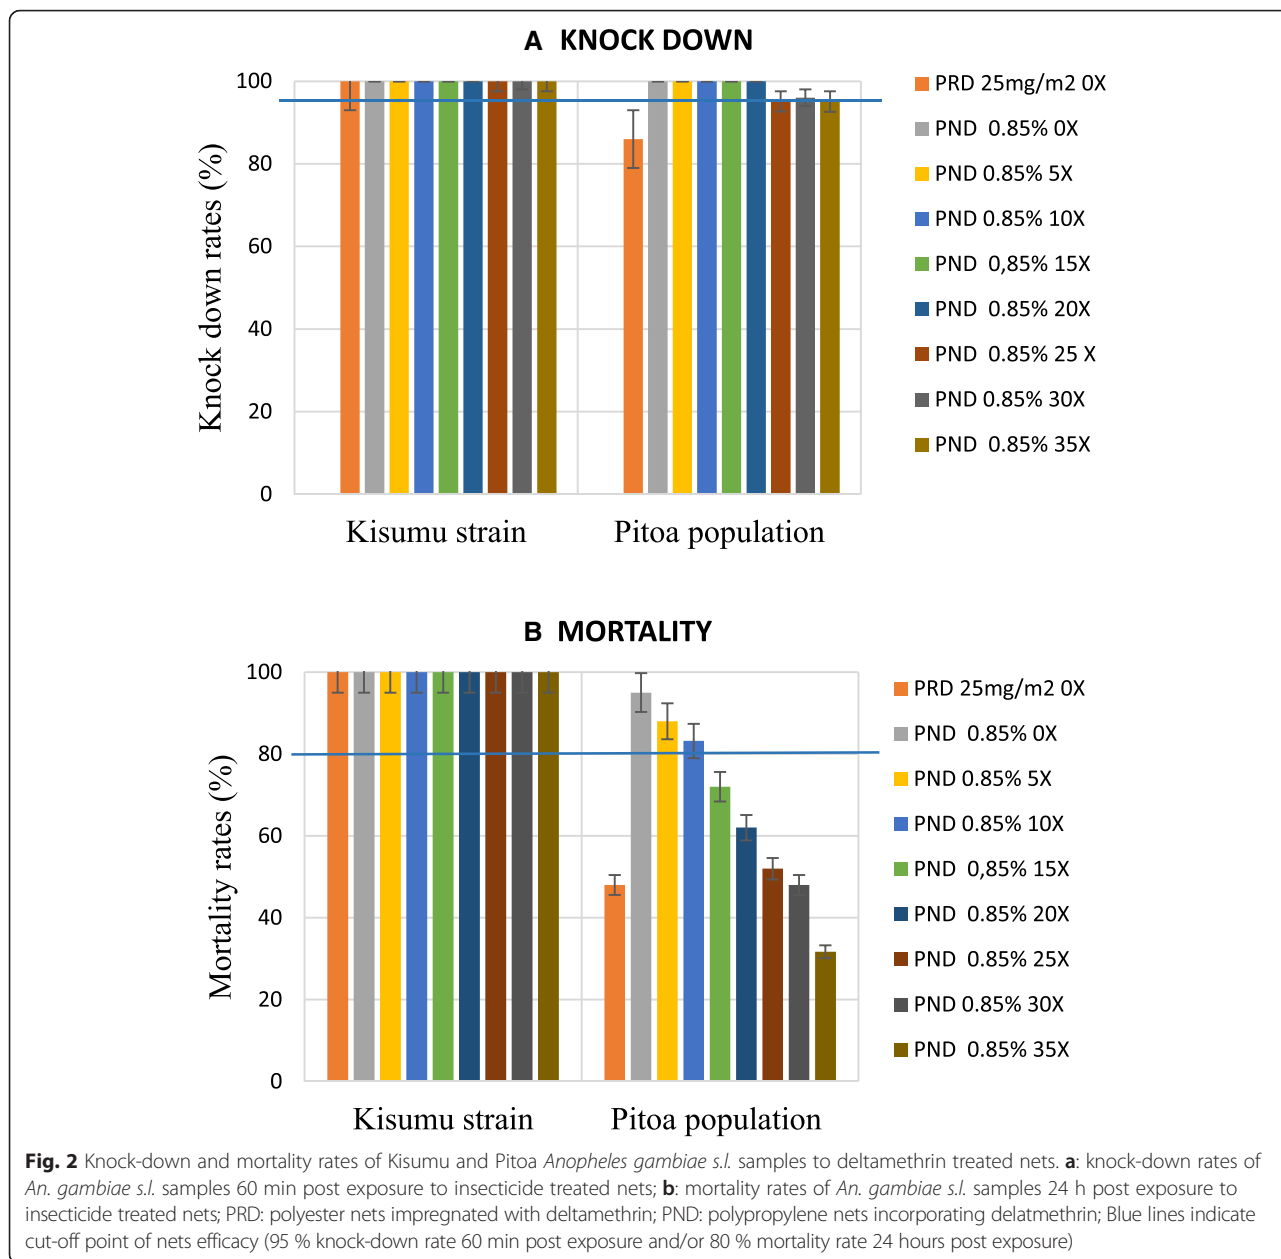 A KNOCK DOWN
100
80
60
40
20
0
Knock down rates (%)
Kisumu strain
Pitoa population
PRD 25mg/m2 0X
PND 0.85% 0X
PND 0.85% 5X
PND 0.85% 10X
PND 0,85% 15X
PND 0.85% 20X
PND 0.85% 25 X
PND 0.85% 30X
PND 0.85% 35X
B MORTALITY
100
80
60
40
20
0
Mortality rates (%)
Kisumu strain
Pitoa population
PRD 25mg/m2 0X
PND 0.85% 0X
PND 0.85% 5X
PND 0.85% 10X
PND 0,85% 15X
PND 0.85% 20X
PND 0.85% 25X
PND 0.85% 30X
PND 0.85% 35X
Fig. 2 Knock-down and mortality rates of Kisumu and Pitoa Anopheles gambiae s.l. samples to deltamethrin treated nets. a: knock-down rates of
An. gambiae s.l. samples 60 min post exposure to insecticide treated nets; b: mortality rates of An. gambiae s.l. samples 24 h post exposure to
insecticide treated nets; PRD: polyester nets impregnated with deltamethrin; PND: polypropylene nets incorporating delatmethrin; Blue lines indicate
cut-off point of nets efficacy (95 % knock-down rate 60 min post exposure and/or 80 % mortality rate 24 hours post exposure)